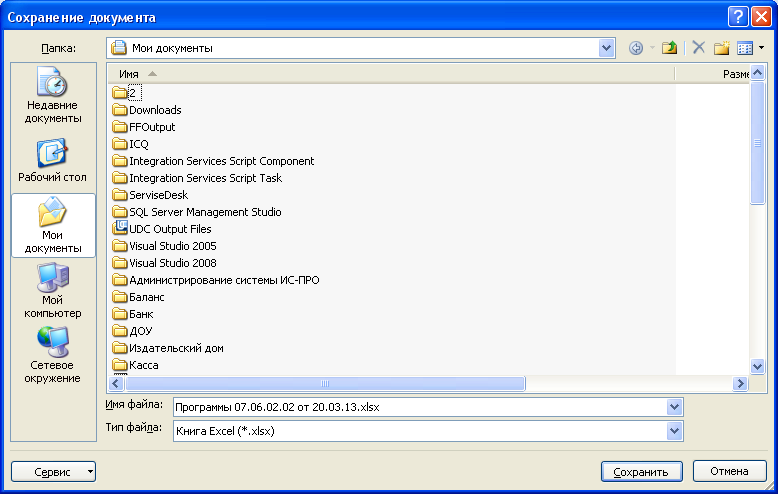 Сохранение документа
Папка:
Мои документы
Имя
Разме
Недавние
документы
Рабочий стол
Мои
документы
Мой
компьютер
Сетевое
окружение
2
Downloads
FFOutput
ICQ
Integration Services Script Component
Integration Services Script Task
ServiseDesk
SQL Server Management Studio
UDC Output Files
Visual Studio 2005
Visual Studio 2008
Администрирование системы ИС-ПРО
Баланс
Банк
ДОУ
Издательский дом
Касса
Имя файла:
Программы 07.06.02.02 от 20.03.13.xlsx
Тип файла:
Книга Excel (*.xlsx)
Сервис
Сохранить
Отмена